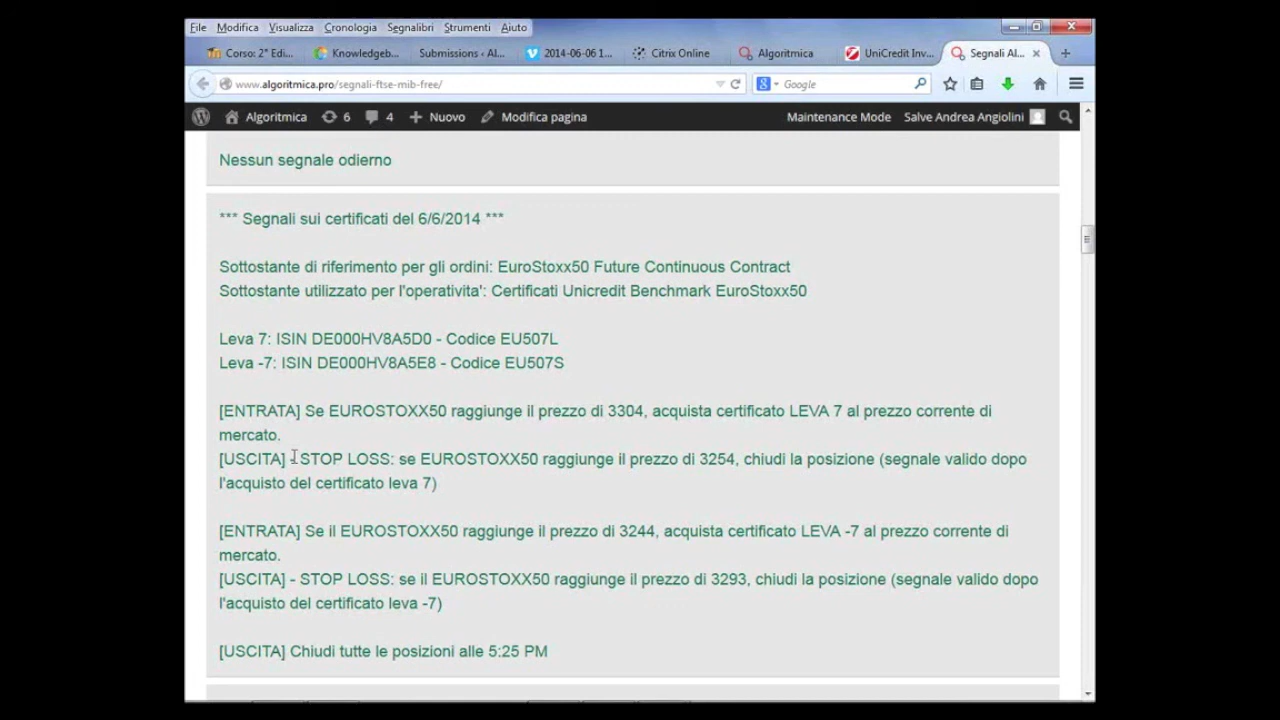 File Modifica Visualizza Cronologia Segnalibri Strumenti Aiuto
Corso: 2° Edi... Knowledgeb... Submissions ‹ Al... 2014-06-06 1... Citrix Online Algoritmica UniCredit Inv... Segnali Al...
www.algoritmica.pro/segnali-ftse-mib-free/ Google
Algoritmica 6 4 Nuovo Modifica pagina Maintenance Mode Salve Andrea Angiolini
Nessun segnale odierno
*** Segnali sui certificati del 6/6/2014 ***
Sottostante di riferimento per gli ordini: EuroStoxx50 Future Continuous Contract
Sottostante utilizzato per l'operativita': Certificati Unicredit Benchmark EuroStoxx50
Leva 7: ISIN DE000HV8A5D0 - Codice EU507L
Leva -7: ISIN DE000HV8A5E8 - Codice EU507S
[ENTRATA] Se EUROSTOXX50 raggiunge il prezzo di 3304, acquista certificato LEVA 7 al prezzo corrente di
mercato.
[USCITA] - STOP LOSS: se EUROSTOXX50 raggiunge il prezzo di 3254, chiudi la posizione (segnale valido dopo
l'acquisto del certificato leva 7)
[ENTRATA] Se il EUROSTOXX50 raggiunge il prezzo di 3244, acquista certificato LEVA -7 al prezzo corrente di
mercato.
[USCITA] - STOP LOSS: se il EUROSTOXX50 raggiunge il prezzo di 3293, chiudi la posizione (segnale valido dopo
l'acquisto del certificato leva -7)
[USCITA] Chiudi tutte le posizioni alle 5:25 PM